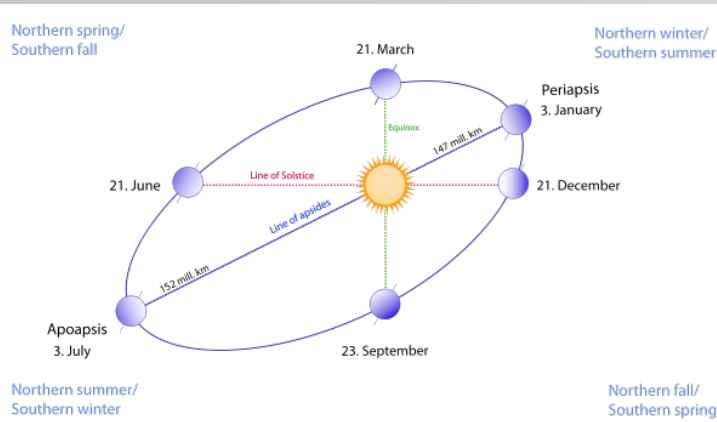 Northern spring/
Southern fall
Northern winter/
Southern summer
21. March
Periapsis
3. January
Equinox
147 mill. km
21. June
Line of Solstice
21. December
Line of apsides
152 mill. km
Apoapsis
3. July
23. September
Northern summer/
Southern winter
Northern fall/
Southern spring